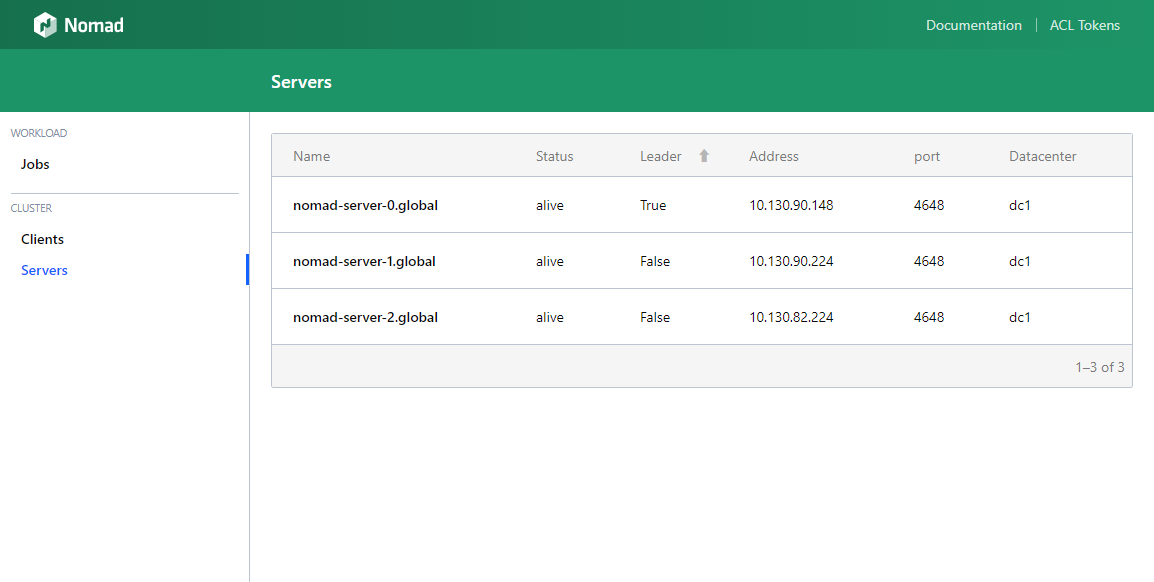 Nomad
Documentation | ACL Tokens
Servers
WORKLOAD
Jobs
CLUSTER
Clients
Servers
Name Status Leader Address port Datacenter
nomad-server-0.global alive True 10.130.90.148 4648 dc1
nomad-server-1.global alive False 10.130.90.224 4648 dc1
nomad-server-2.global alive False 10.130.82.224 4648 dc1
1–3 of 3